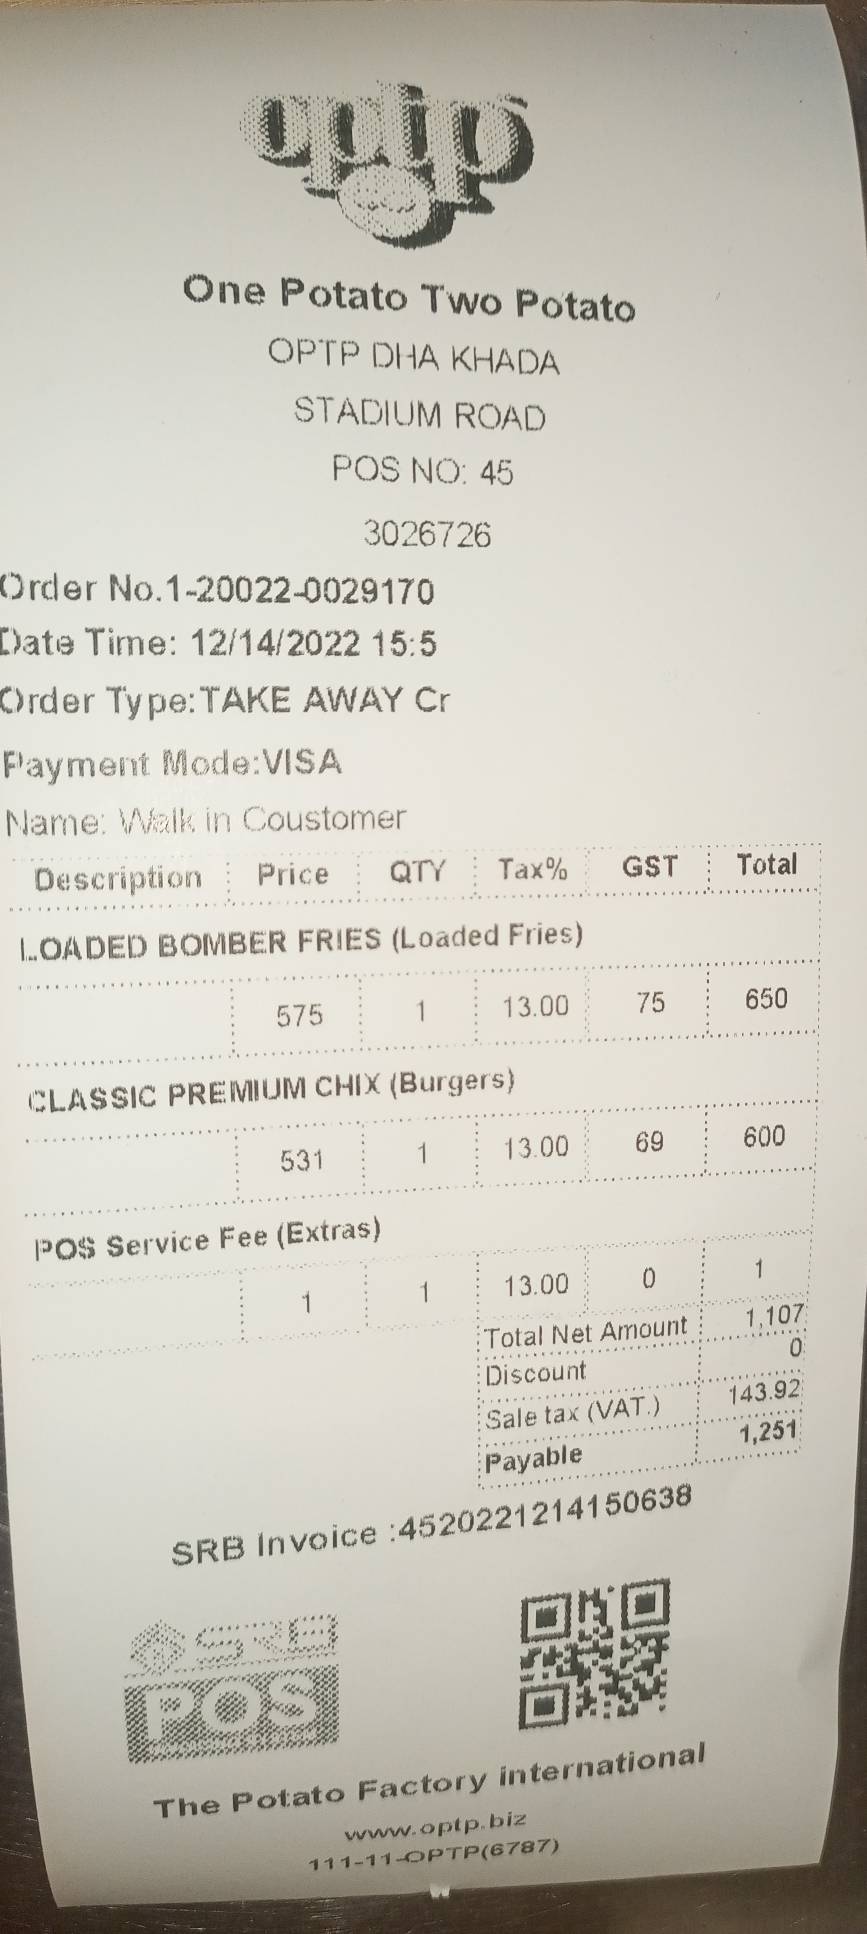 optp
One Potato Two Potato
OPTP DHA KHADA
STADIUM ROAD
POS NO: 45
3026726
Order No.1-20022-0029170
Date Time: 12/14/2022 15:5
Order Type:TAKE AWAY Cr
Payment Mode:VISA
Name: Walk in Coustomer
Description Price QTY Tax% GST Total
LOADED BOMBER FRIES (Loaded Fries)
575 1 13.00 75 650
CLASSIC PREMIUM CHIX (Burgers)
531 1 13.00 69 600
POS Service Fee (Extras)
1 1 13.00 0 1
Total Net Amount 1,107
Discount 0
Sale tax (VAT.) 143.92
Payable 1,251
SRB Invoice :4520221214150638
SRB
POS
The Potato Factory international
www.optp.biz
111-11-OPTP(6787)